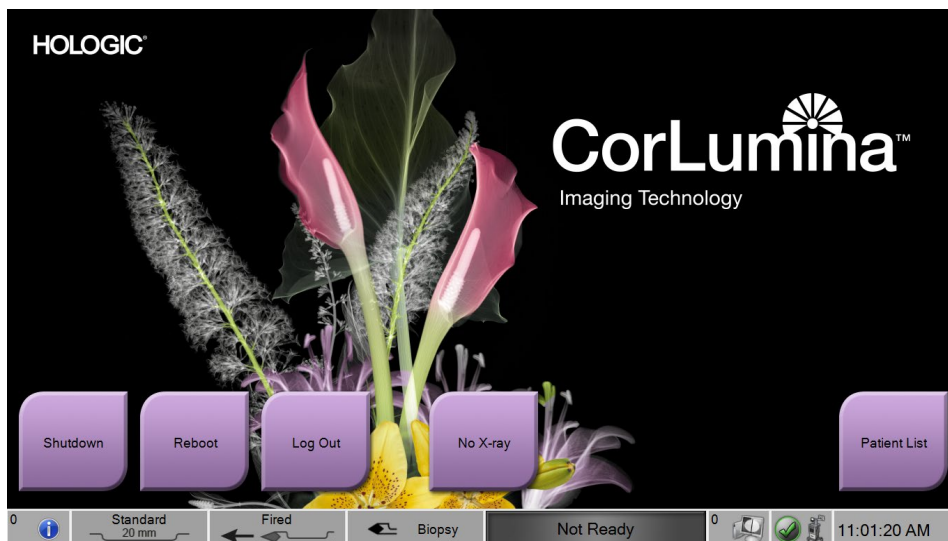 HOLOGIC®
CorLumina™
Imaging Technology
Shutdown
Reboot
Log Out
No X-ray
Patient List
0
i
Standard
20 mm
Fired
Biopsy
Not Ready
0
11:01:20 AM